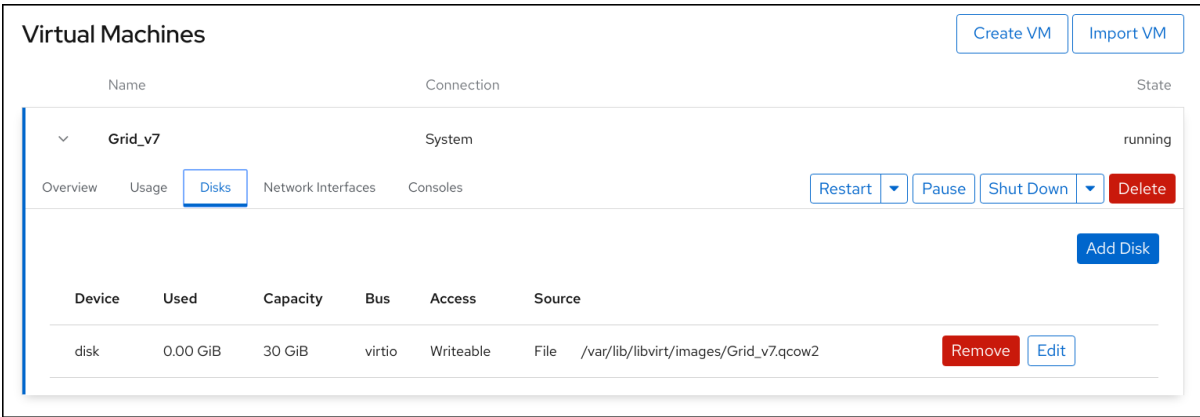 Virtual Machines Create VM Import VM
Name Connection State
Grid_v7 System running
Overview Usage Disks Network Interfaces Consoles Restart Pause Shut Down Delete
Add Disk
Device Used Capacity Bus Access Source
disk 0.00 GiB 30 GiB virtio Writeable File /var/lib/libvirt/images/Grid_v7.qcow2 Remove Edit